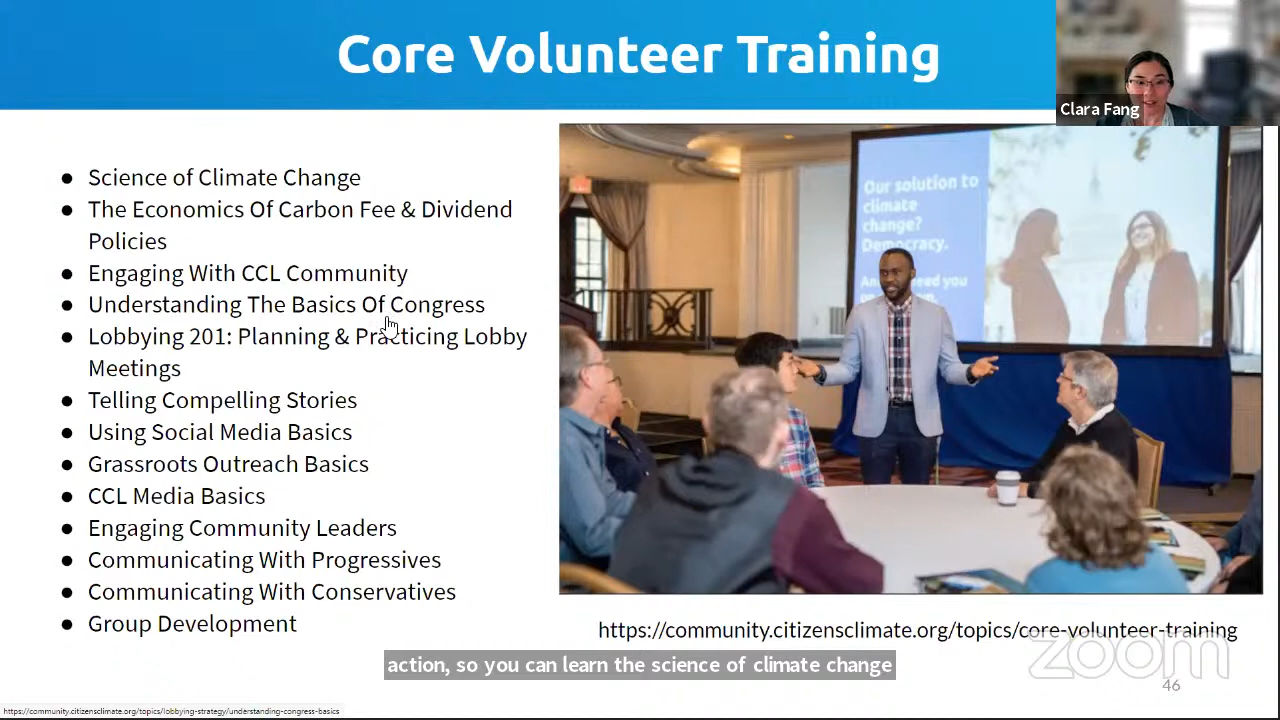 Core Volunteer Training
Clara Fang
● Science of Climate Change
● The Economics Of Carbon Fee & Dividend
Policies
● Engaging With CCL Community
● Understanding The Basics Of Congress
● Lobbying 201: Planning & Practicing Lobby
Meetings
● Telling Compelling Stories
● Using Social Media Basics
● Grassroots Outreach Basics
● CCL Media Basics
● Engaging Community Leaders
● Communicating With Progressives
● Communicating With Conservatives
● Group Development
Our solution to
climate
change?
Democracy.
need you
https://community.citizensclimate.org/topics/core-volunteer-training
zoom
action, so you can learn the science of climate change
46
https://community.citizensclimate.org/topics/lobbying-strategy/understanding-congress-basics